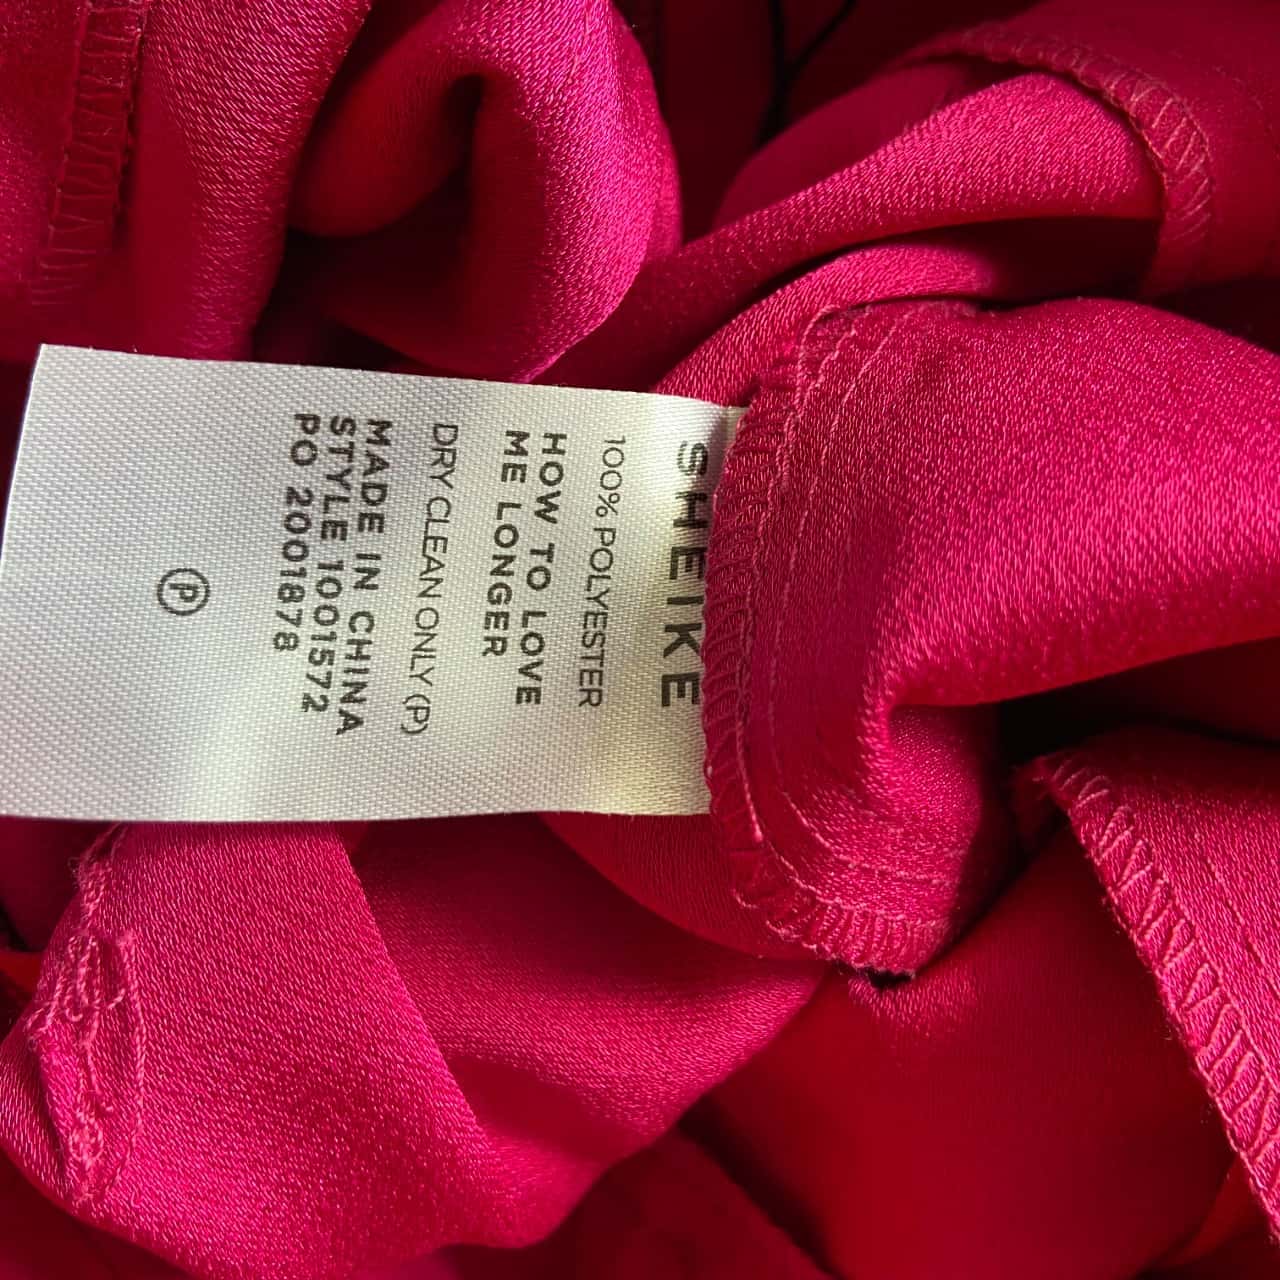 SHEIKE
100% POLYESTER
HOW TO LOVE
ME LONGER
DRY CLEAN ONLY (P)
MADE IN CHINA
STYLE 1001572
PO 2001878
P